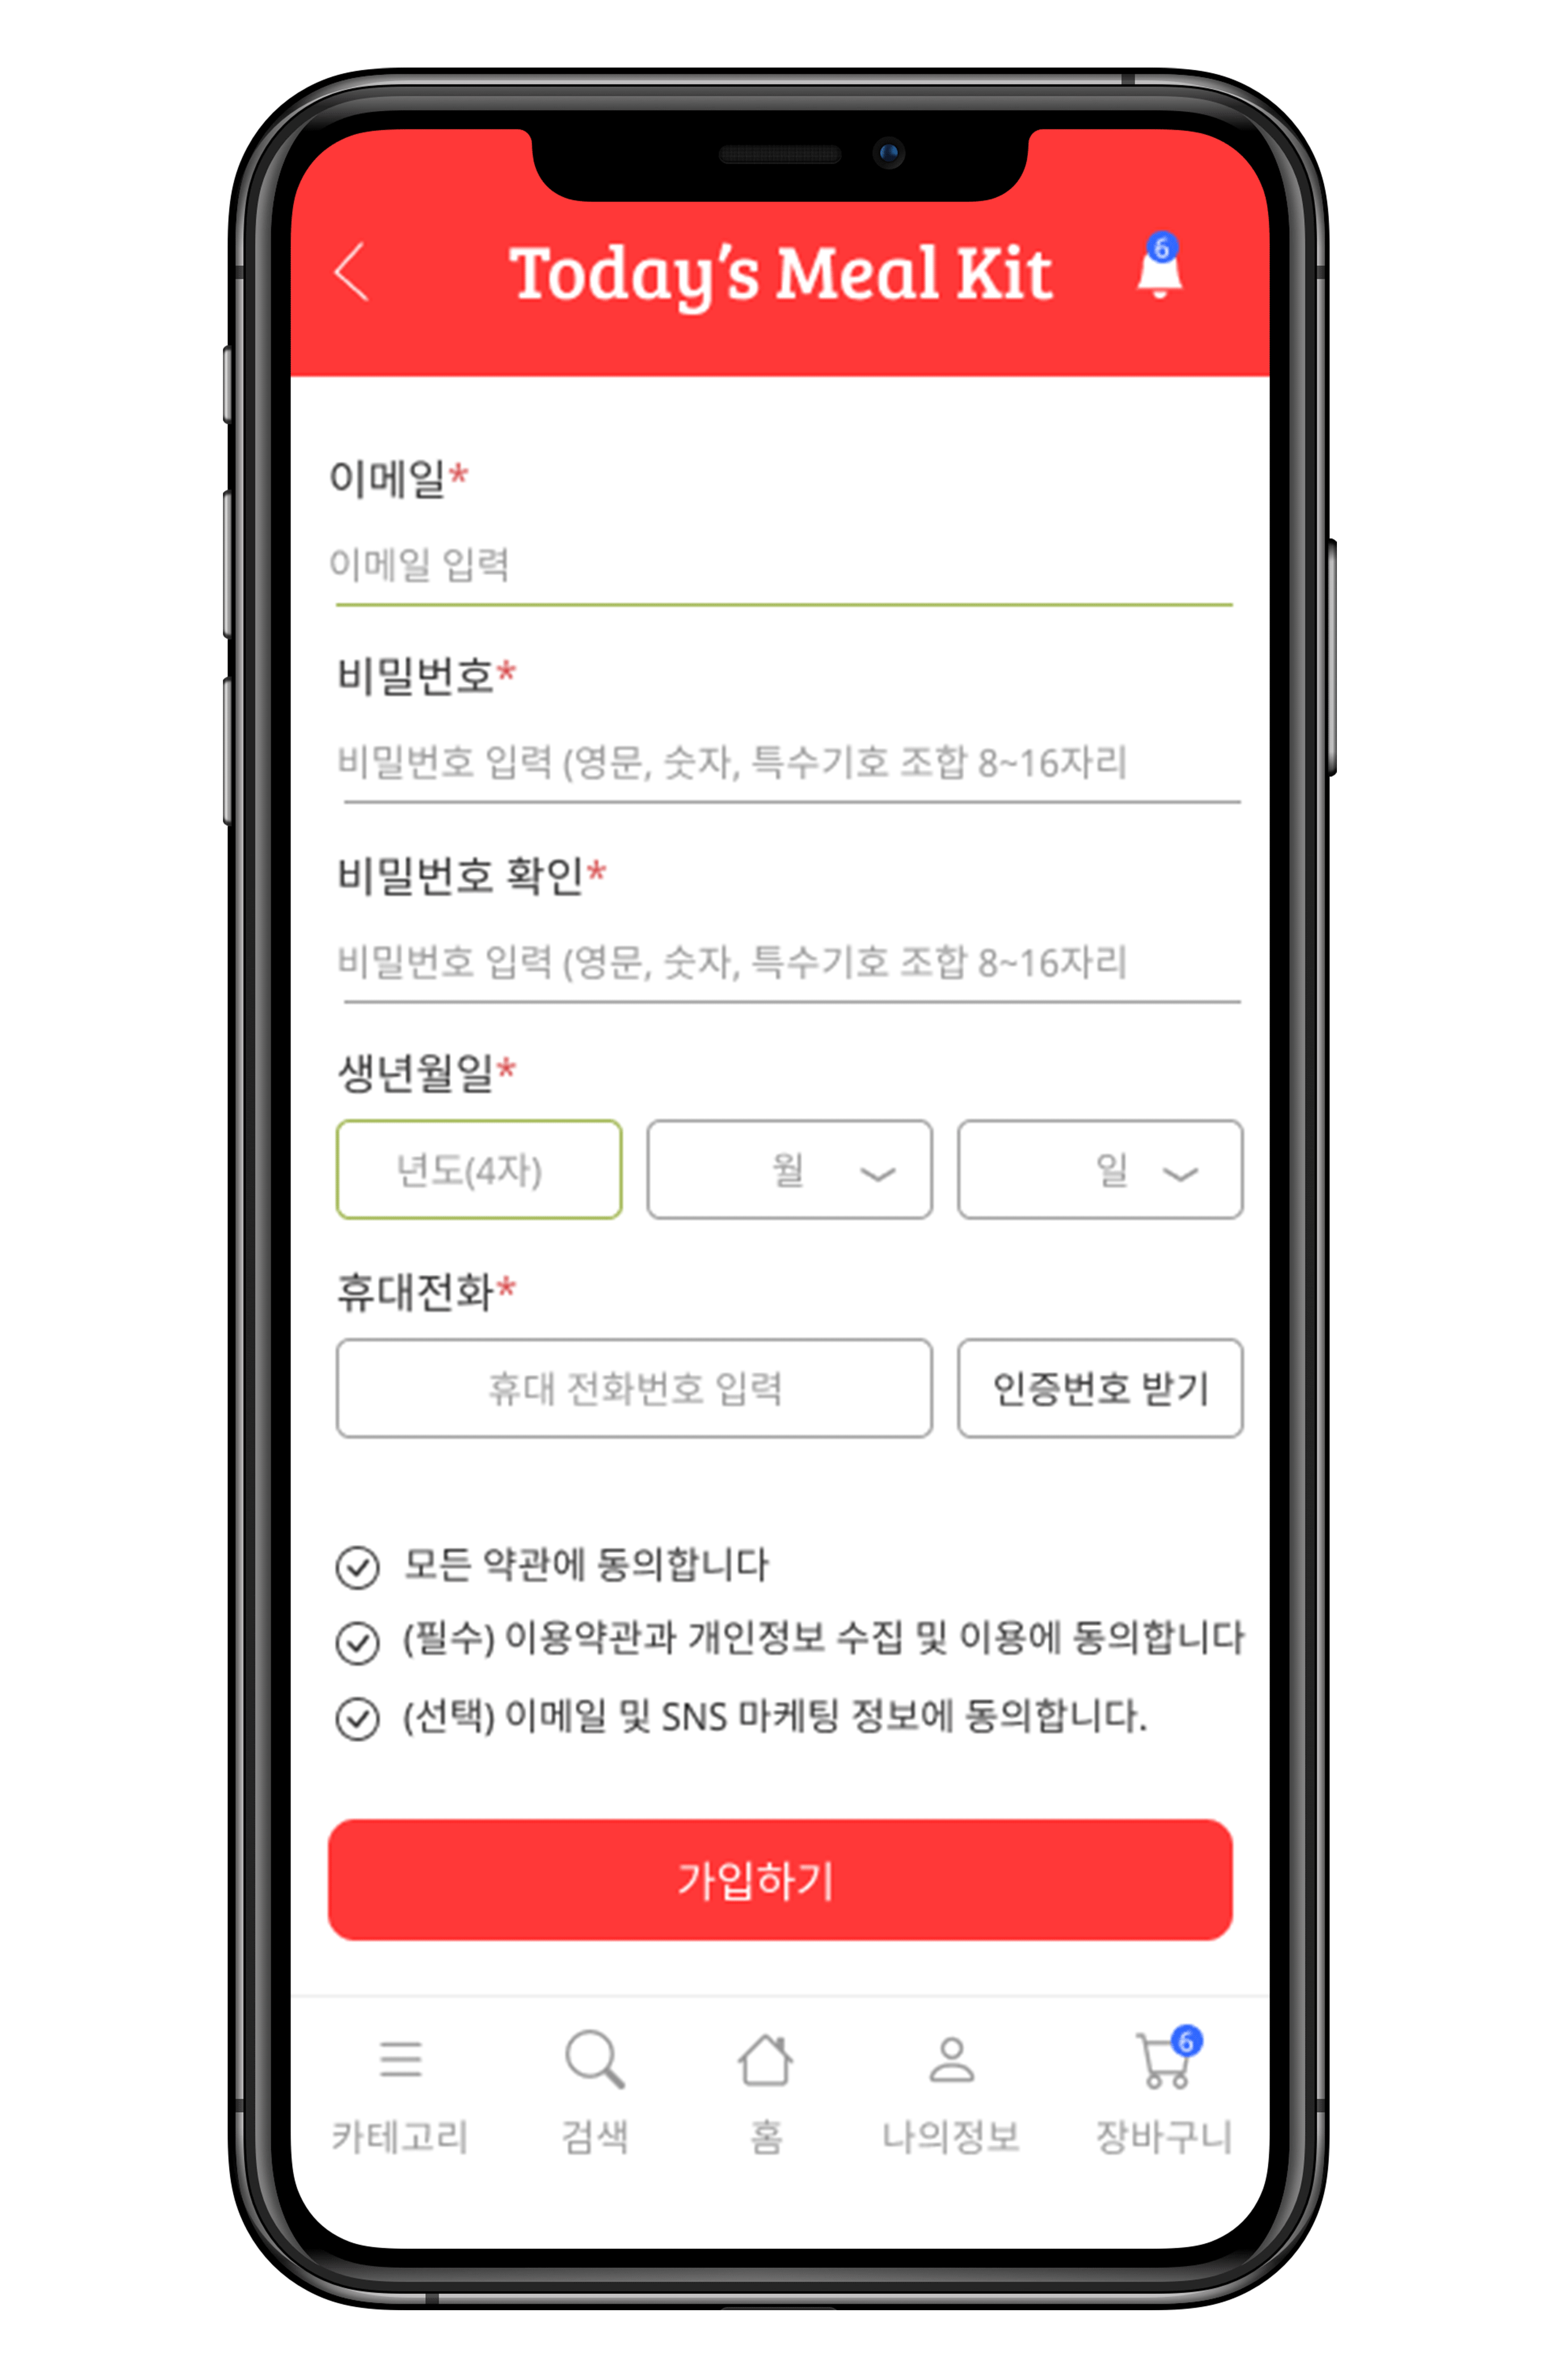 Today's Meal Kit
6
이메일*
이메일 입력
비밀번호*
비밀번호 입력 (영문, 숫자, 특수기호 조합 8~16자리
비밀번호 확인*
비밀번호 입력 (영문, 숫자, 특수기호 조합 8~16자리
생년월일*
년도(4자) 월 일
휴대전화*
휴대 전화번호 입력 인증번호 받기
모든 약관에 동의합니다
(필수) 이용약관과 개인정보 수집 및 이용에 동의합니다
(선택) 이메일 및 SNS 마케팅 정보에 동의합니다.
가입하기
6
카테고리 검색 홈 나의정보 장바구니